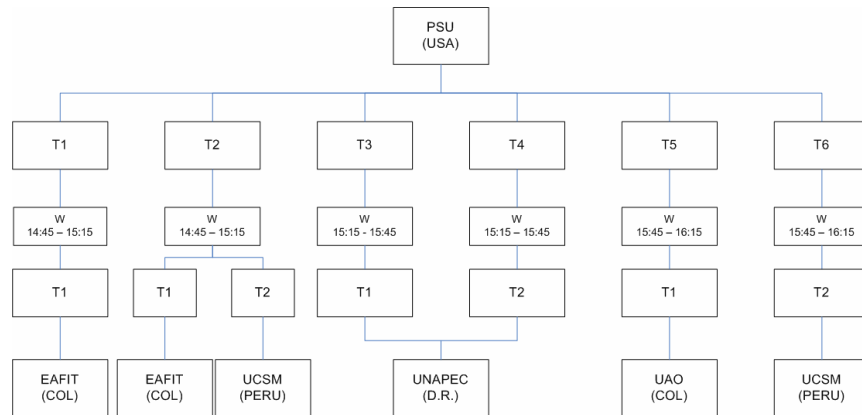 PSU
(USA)
T1
T2
T3
T4
T5
T6
W
14:45 – 15:15
W
14:45 – 15:15
W
15:15 - 15:45
W
15:15 – 15:45
W
15:45 – 16:15
W
15:45 – 16:15
T1
T1
T2
T1
T2
T1
T2
EAFIT
(COL)
EAFIT
(COL)
UCSM
(PERU)
UNAPEC
(D.R.)
UAO
(COL)
UCSM
(PERU)